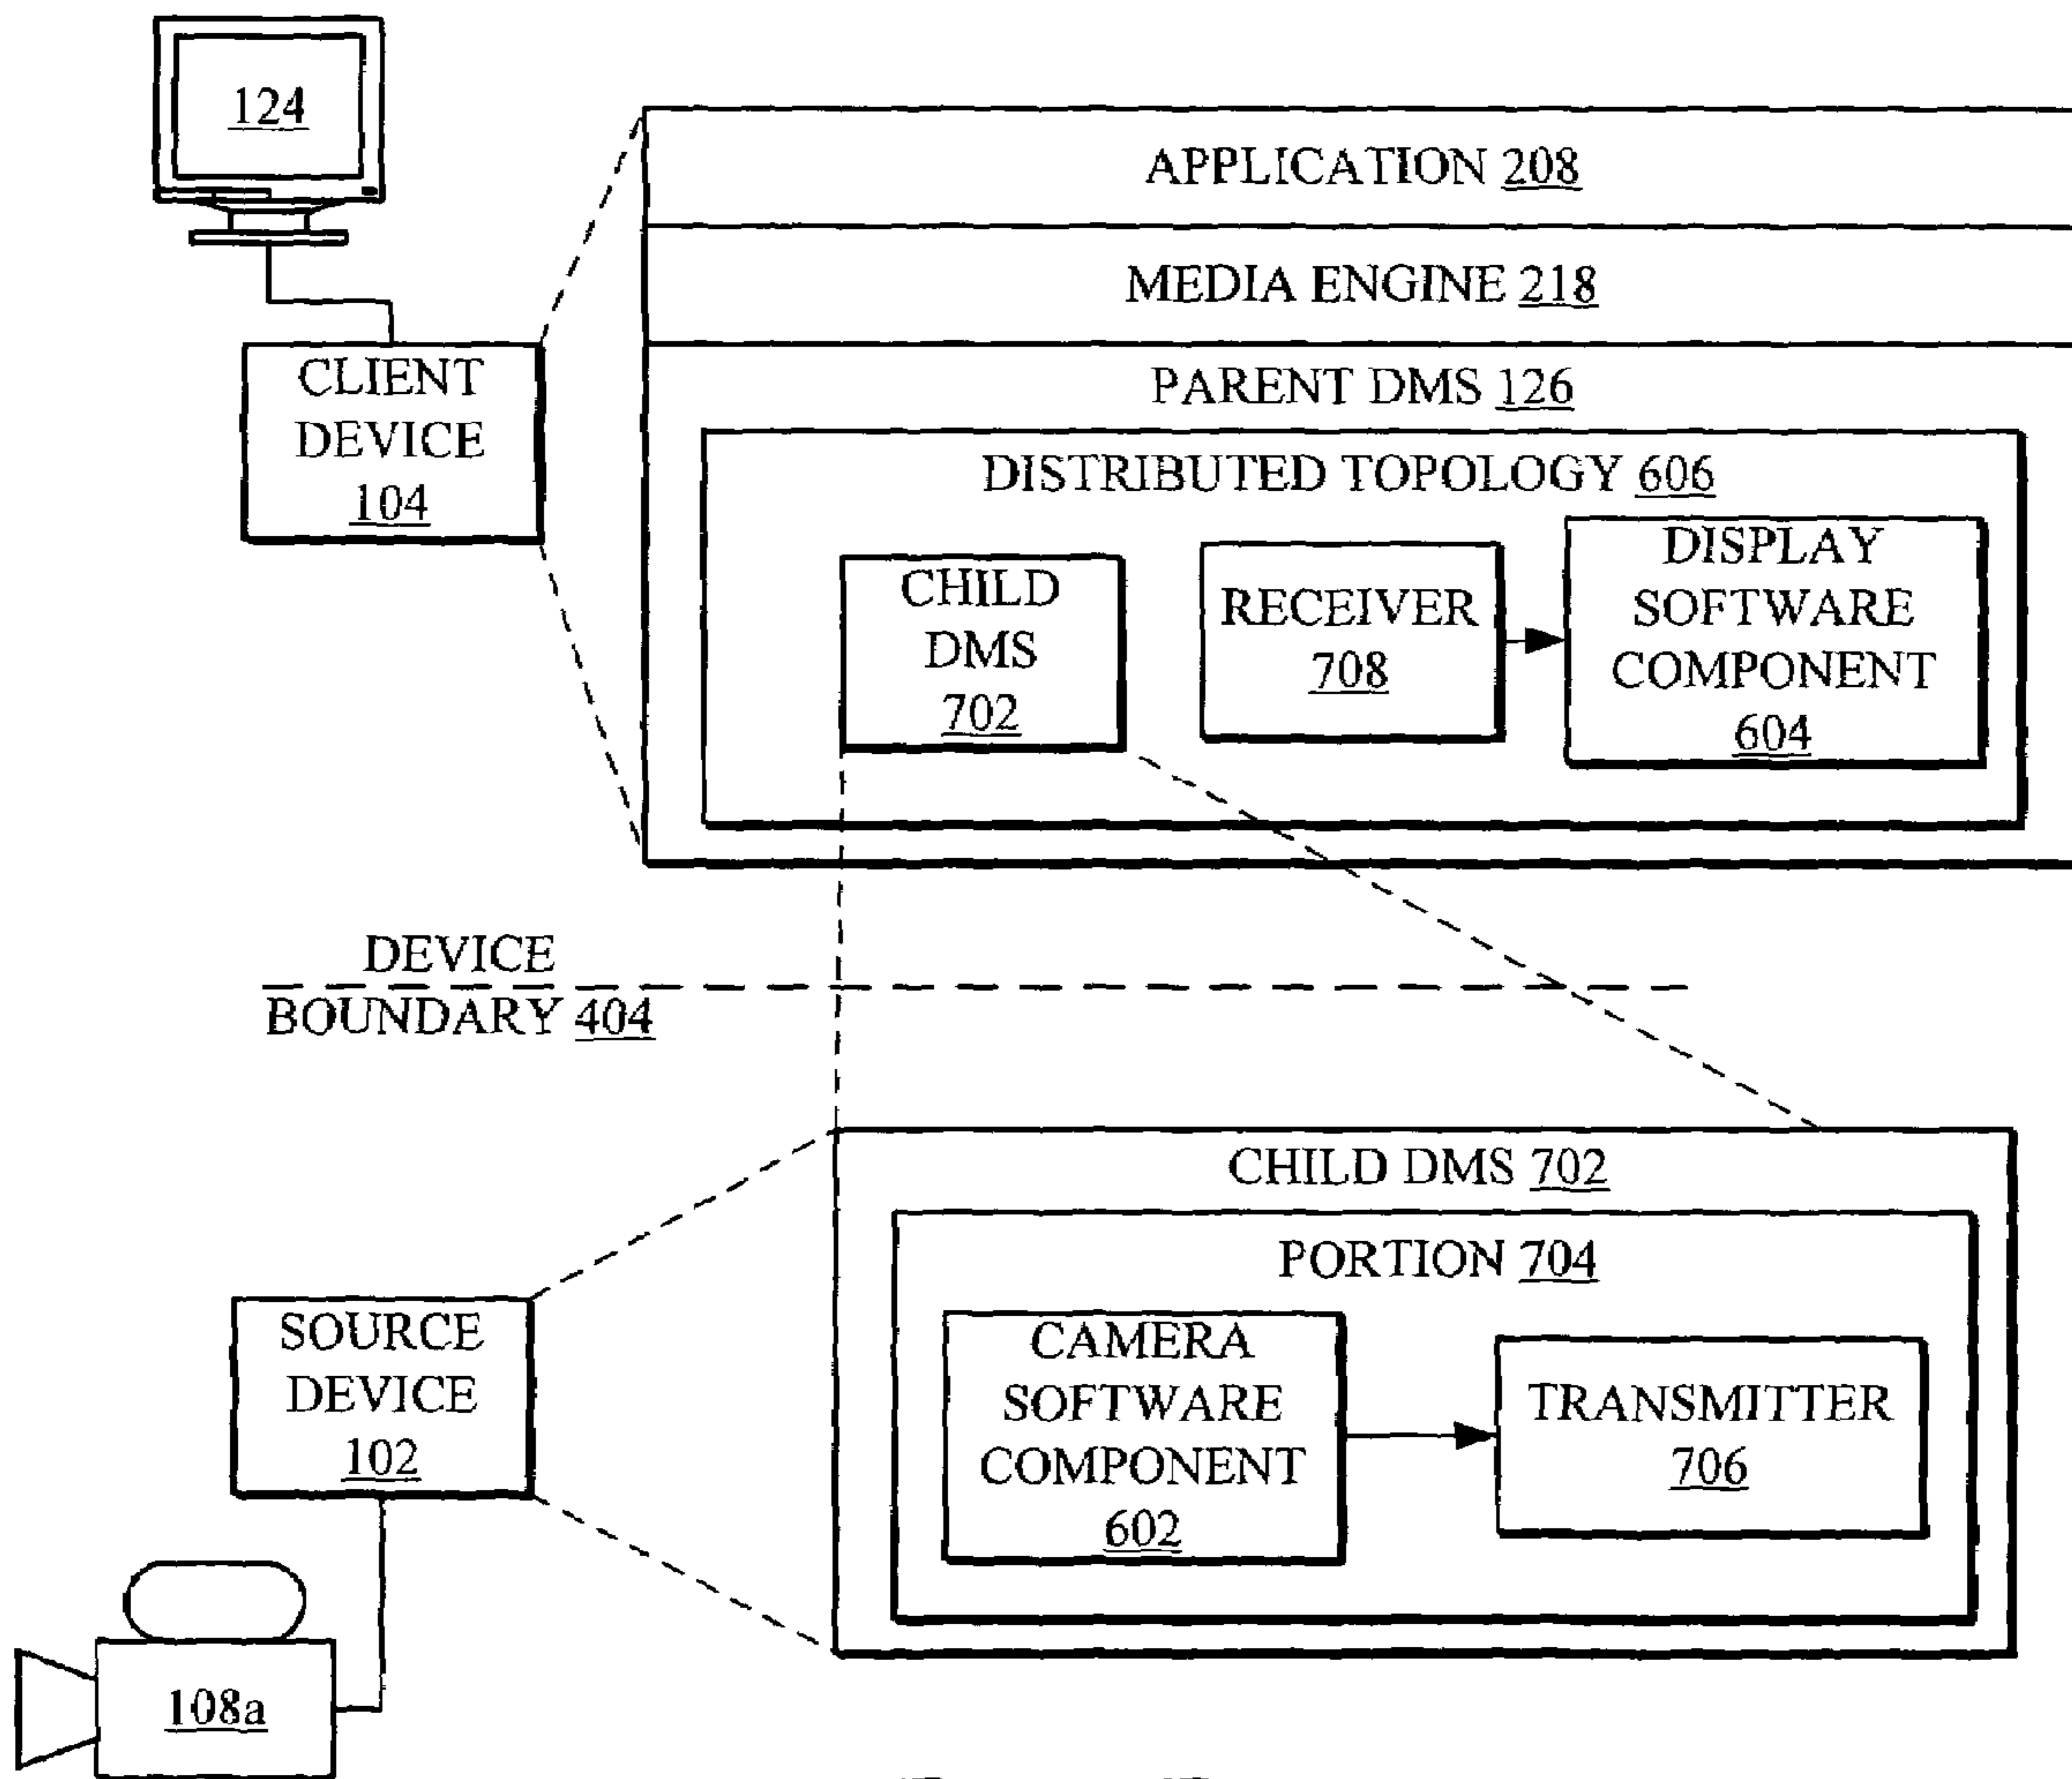 124
APPLICATION 208
MEDIA ENGINE 218
CLIENT
DEVICE
104
PARENT DMS 126
DISTRIBUTED TOPOLOGY 606
CHILD
DMS
702
RECEIVER
708
DISPLAY
SOFTWARE
COMPONENT
604
DEVICE
BOUNDARY 404
CHILD DMS 702
PORTION 704
SOURCE
DEVICE
102
CAMERA
SOFTWARE
COMPONENT
602
TRANSMITTER
706
108a